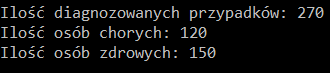 Ilość diagnozowanych przypadków: 270
Ilość osób chorych: 120
Ilość osób zdrowych: 150